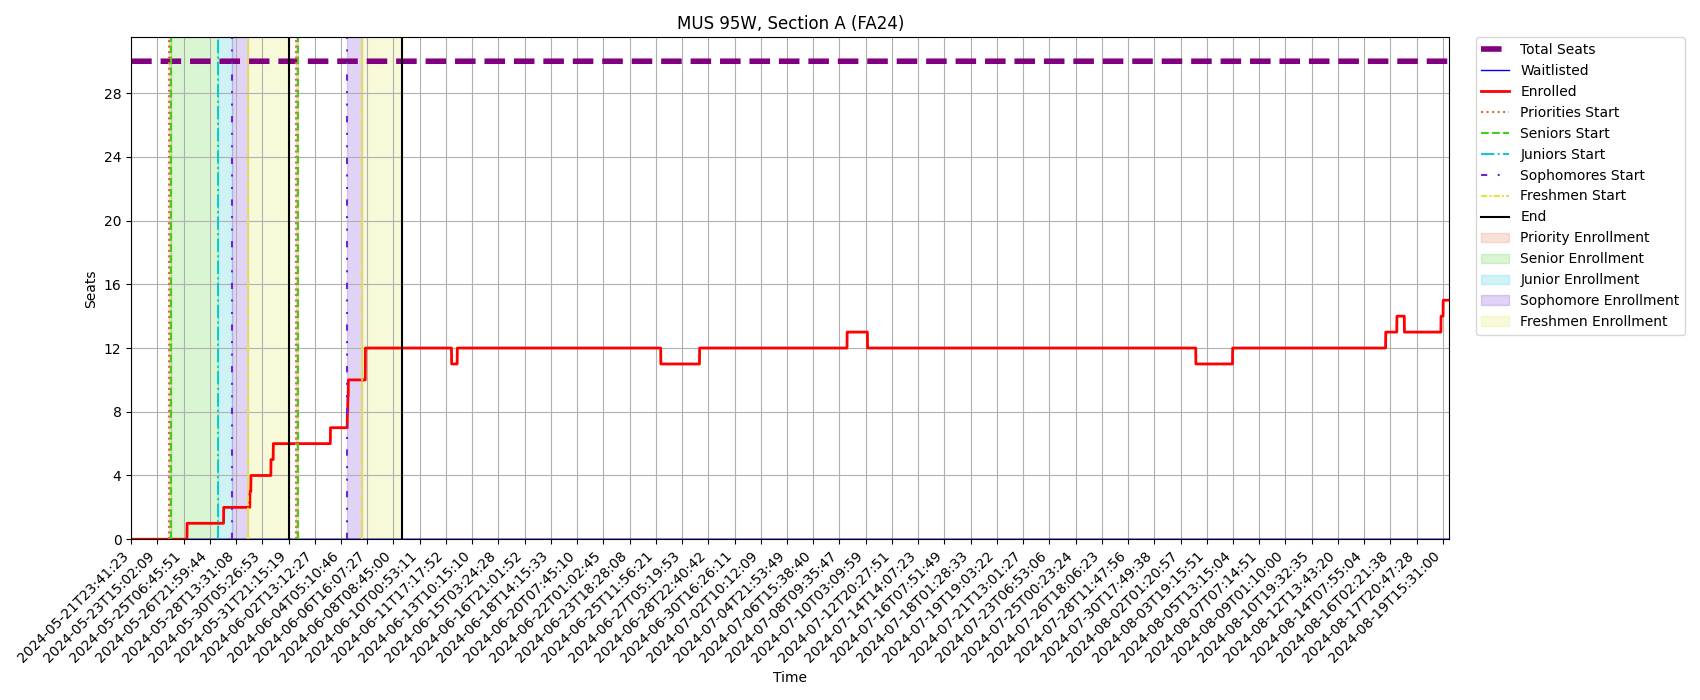 MUS 95W, Section A (FA24)
Total Seats
Waitlisted
Enrolled
Priorities Start
Seniors Start
Juniors Start
Sophomores Start
Freshmen Start
End
Priority Enrollment
Senior Enrollment
Junior Enrollment
Sophomore Enrollment
Freshmen Enrollment
Seats
28
24
20
16
12
8
4
0
2024-05-21T23:41:23
2024-05-23T15:02:09
2024-05-25T06:45:51
2024-05-26T21:59:44
2024-05-28T13:31:08
2024-05-30T05:26:53
2024-05-31T21:15:19
2024-06-02T13:12:27
2024-06-04T05:10:46
2024-06-06T16:07:27
2024-06-08T08:45:00
2024-06-10T00:53:11
2024-06-11T17:17:52
2024-06-13T10:15:10
2024-06-15T03:24:28
2024-06-16T21:01:52
2024-06-18T14:15:33
2024-06-20T07:45:10
2024-06-22T01:02:45
2024-06-23T18:28:08
2024-06-25T11:56:21
2024-06-27T05:19:53
2024-06-28T22:40:42
2024-06-30T16:26:11
2024-07-02T10:12:09
2024-07-04T21:53:49
2024-07-06T15:38:40
2024-07-08T09:35:47
2024-07-10T03:09:59
2024-07-12T20:27:51
2024-07-14T14:07:23
2024-07-16T07:51:49
2024-07-18T01:28:33
2024-07-19T19:03:22
2024-07-21T13:01:27
2024-07-23T06:53:06
2024-07-25T00:23:24
2024-07-26T18:06:23
2024-07-28T11:47:56
2024-07-30T17:49:38
2024-08-02T01:20:57
2024-08-03T19:15:51
2024-08-05T13:15:04
2024-08-07T07:14:51
2024-08-09T01:10:00
2024-08-10T19:32:35
2024-08-12T13:43:20
2024-08-14T07:55:04
2024-08-16T02:21:38
2024-08-17T20:47:28
2024-08-19T15:31:00
Time